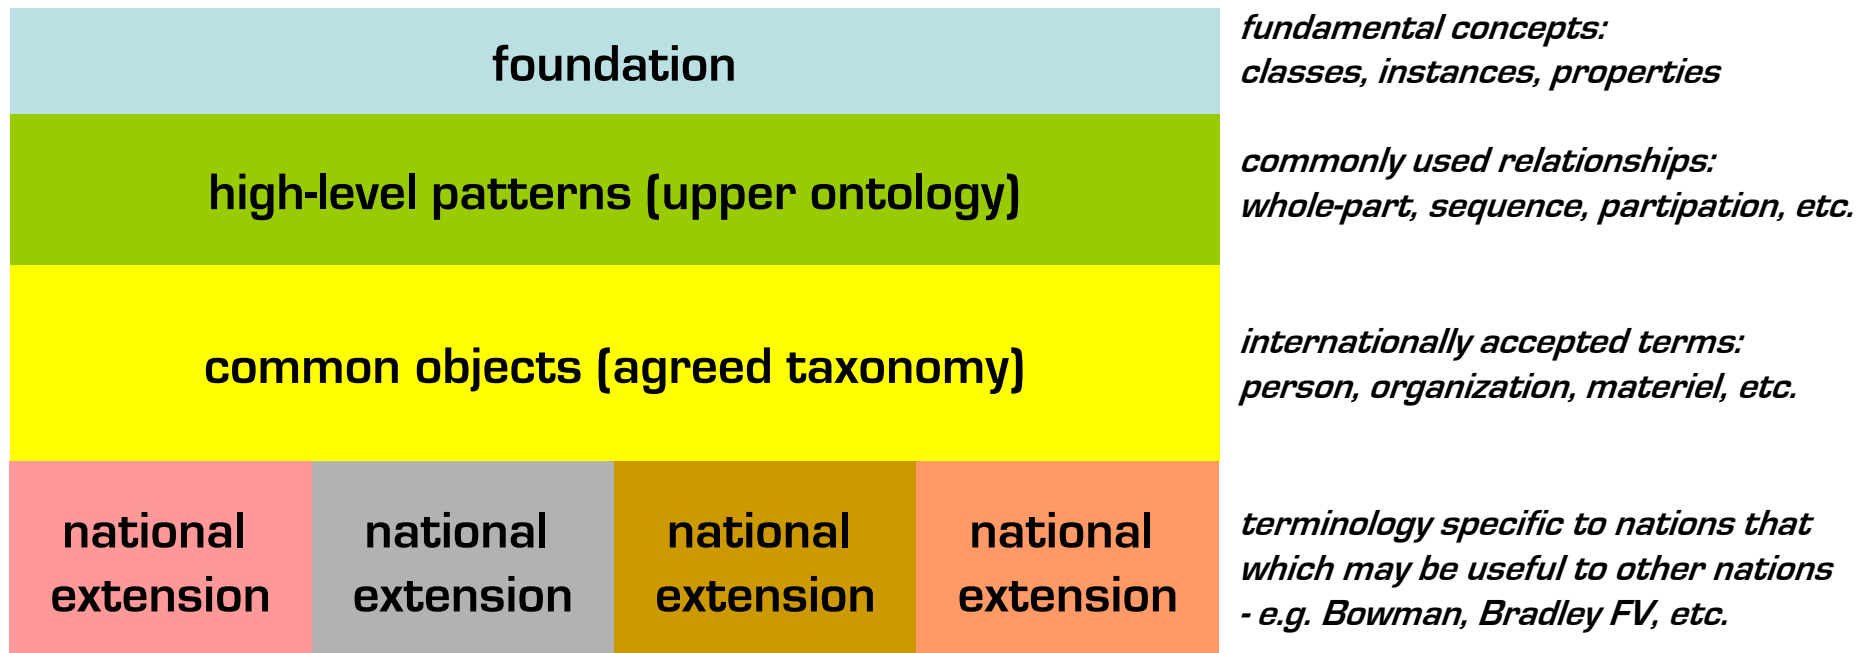 foundation
fundamental concepts:
classes, instances, properties
high-level patterns (upper ontology)
commonly used relationships:
whole-part, sequence, partipation, etc.
common objects (agreed taxonomy)
internationally accepted terms:
person, organization, materiel, etc.
national
extension
national
extension
national
extension
national
extension
terminology specific to nations that
which may be useful to other nations
- e.g. Bowman, Bradley FV, etc.